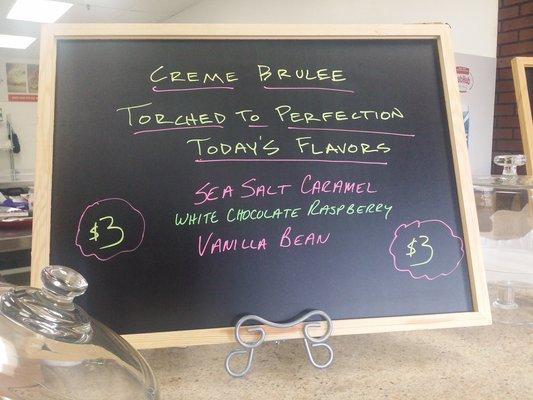 CREME BRULEE
TORCHED TO PERFECTION
TODAY'S FLAVORS
SEA SALT CARAMEL
WHITE CHOCOLATE RASPBERRY
VANILLA BEAN
$3
$3